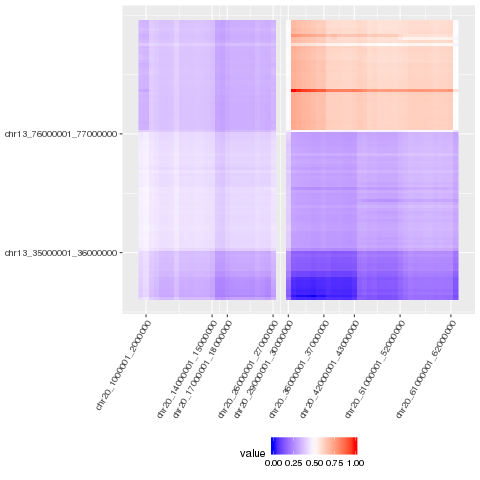 chr13_76000001_77000000
chr13_35000001_36000000
chr20_1000001_2000000
chr20_14000001_15000000
chr20_17000001_18000000
chr20_26000001_27000000
chr20_29000001_30000000
chr20_36000001_37000000
chr20_42000001_43000000
chr20_51000001_52000000
chr20_61000001_62000000
value
0.00 0.25 0.50 0.75 1.00